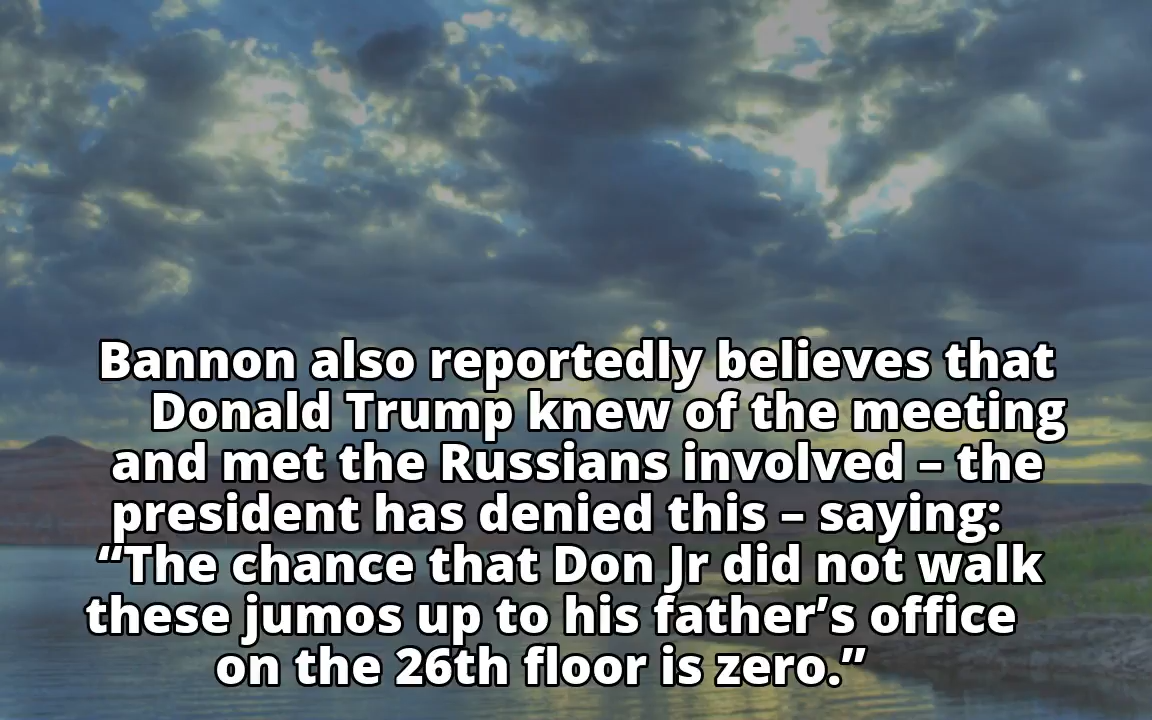 Bannon also reportedly believes that
Donald Trump knew of the meeting
and met the Russians involved – the
president has denied this – saying:
“The chance that Don Jr did not walk
these jumos up to his father’s office
on the 26th floor is zero.”